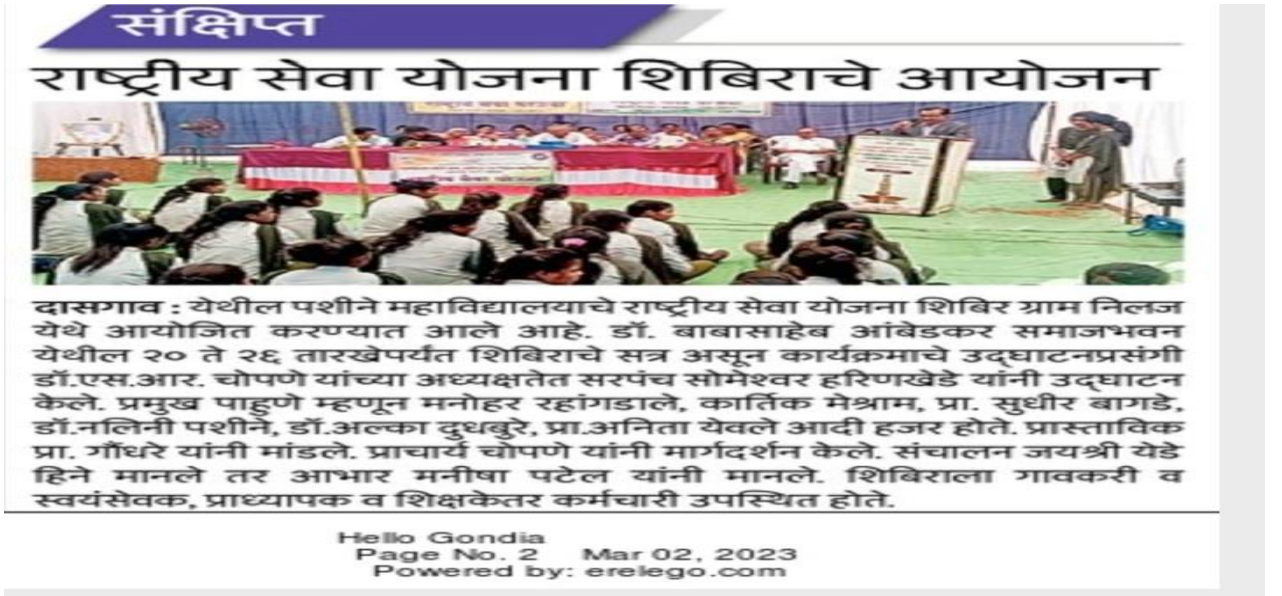 संक्षिप्त
राष्ट्रीय सेवा योजना शिबिराचे आयोजन
दासगाव : येथील पशीने महाविद्यालयाचे राष्ट्रीय सेवा योजना शिबिर ग्राम निलज
येथे आयोजित करण्यात आले आहे. डॉ. बाबासाहेब आंबेडकर समाजभवन
येथील २० ते २६ तारखेपर्यंत शिबिराचे सत्र असून कार्यक्रमाचे उद्घाटनप्रसंगी
डॉ.एस.आर. चोपणे यांच्या अध्यक्षतेत सरपंच सोमेश्वर हरिणखेडे यांनी उद्घाटन
केले. प्रमुख पाहुणे म्हणून मनोहर रहांगडाले, कार्तिक मेश्राम, प्रा. सुधीर बागडे,
डॉ.नलिनी पशीने, डॉ.अल्का दुधबुरे, प्रा.अनिता येवले आदी हजर होते. प्रास्ताविक
प्रा. गौंधरे यांनी मांडले. प्राचार्य चोपणे यांनी मार्गदर्शन केले. संचालन जयश्री येडे
हिने मानले तर आभार मनीषा पटेल यांनी मानले. शिबिराला गावकरी व
स्वयंसेवक, प्राध्यापक व शिक्षकेतर कर्मचारी उपस्थित होते.
Hello Gondia
Page No. 2 Mar 02, 2023
Powered by: erelego.com